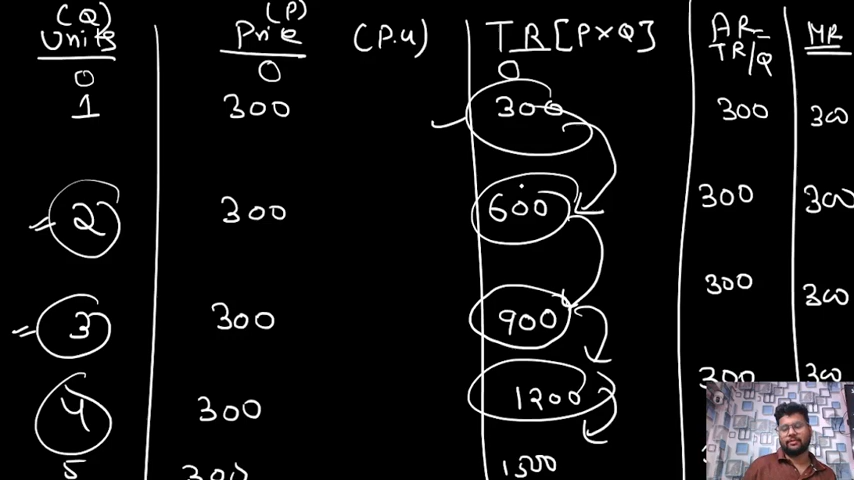 (Q) (P)
Units Price (P.u) TR [P×Q] AR= TR/Q MR
0 0 0
1 300 300 300 300
2 300 600 300 300
3 300 900 300 300
4 300 1200 300 300
5 300 1500